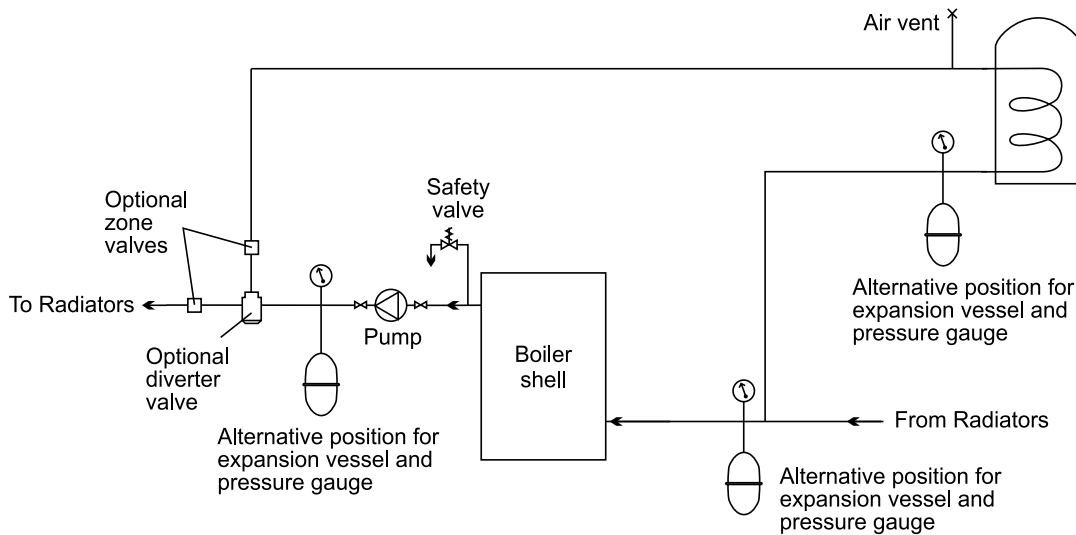 Air vent
Safety
valve
Optional
zone
valves
To Radiators
Pump
Optional
diverter
valve
Boiler
shell
Alternative position for
expansion vessel and
pressure gauge
Alternative position for
expansion vessel and
pressure gauge
From Radiators
Alternative position for
expansion vessel and
pressure gauge